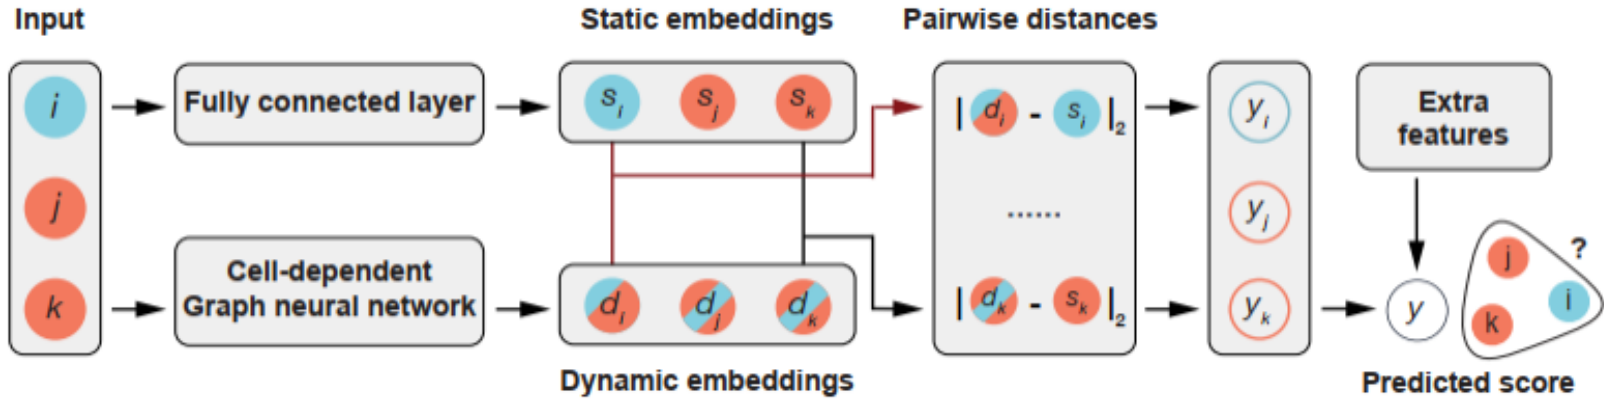 Input
Static embeddings
Pairwise distances
i
j
k
Fully connected layer
Cell-dependent
Graph neural network
s_i s_j s_k
d_i d_j d_k
Dynamic embeddings
| d_i - s_i |_2
......
| d_k - s_k |_2
y_i
y_j
y_k
Extra
features
y
j
k
i
?
Predicted score